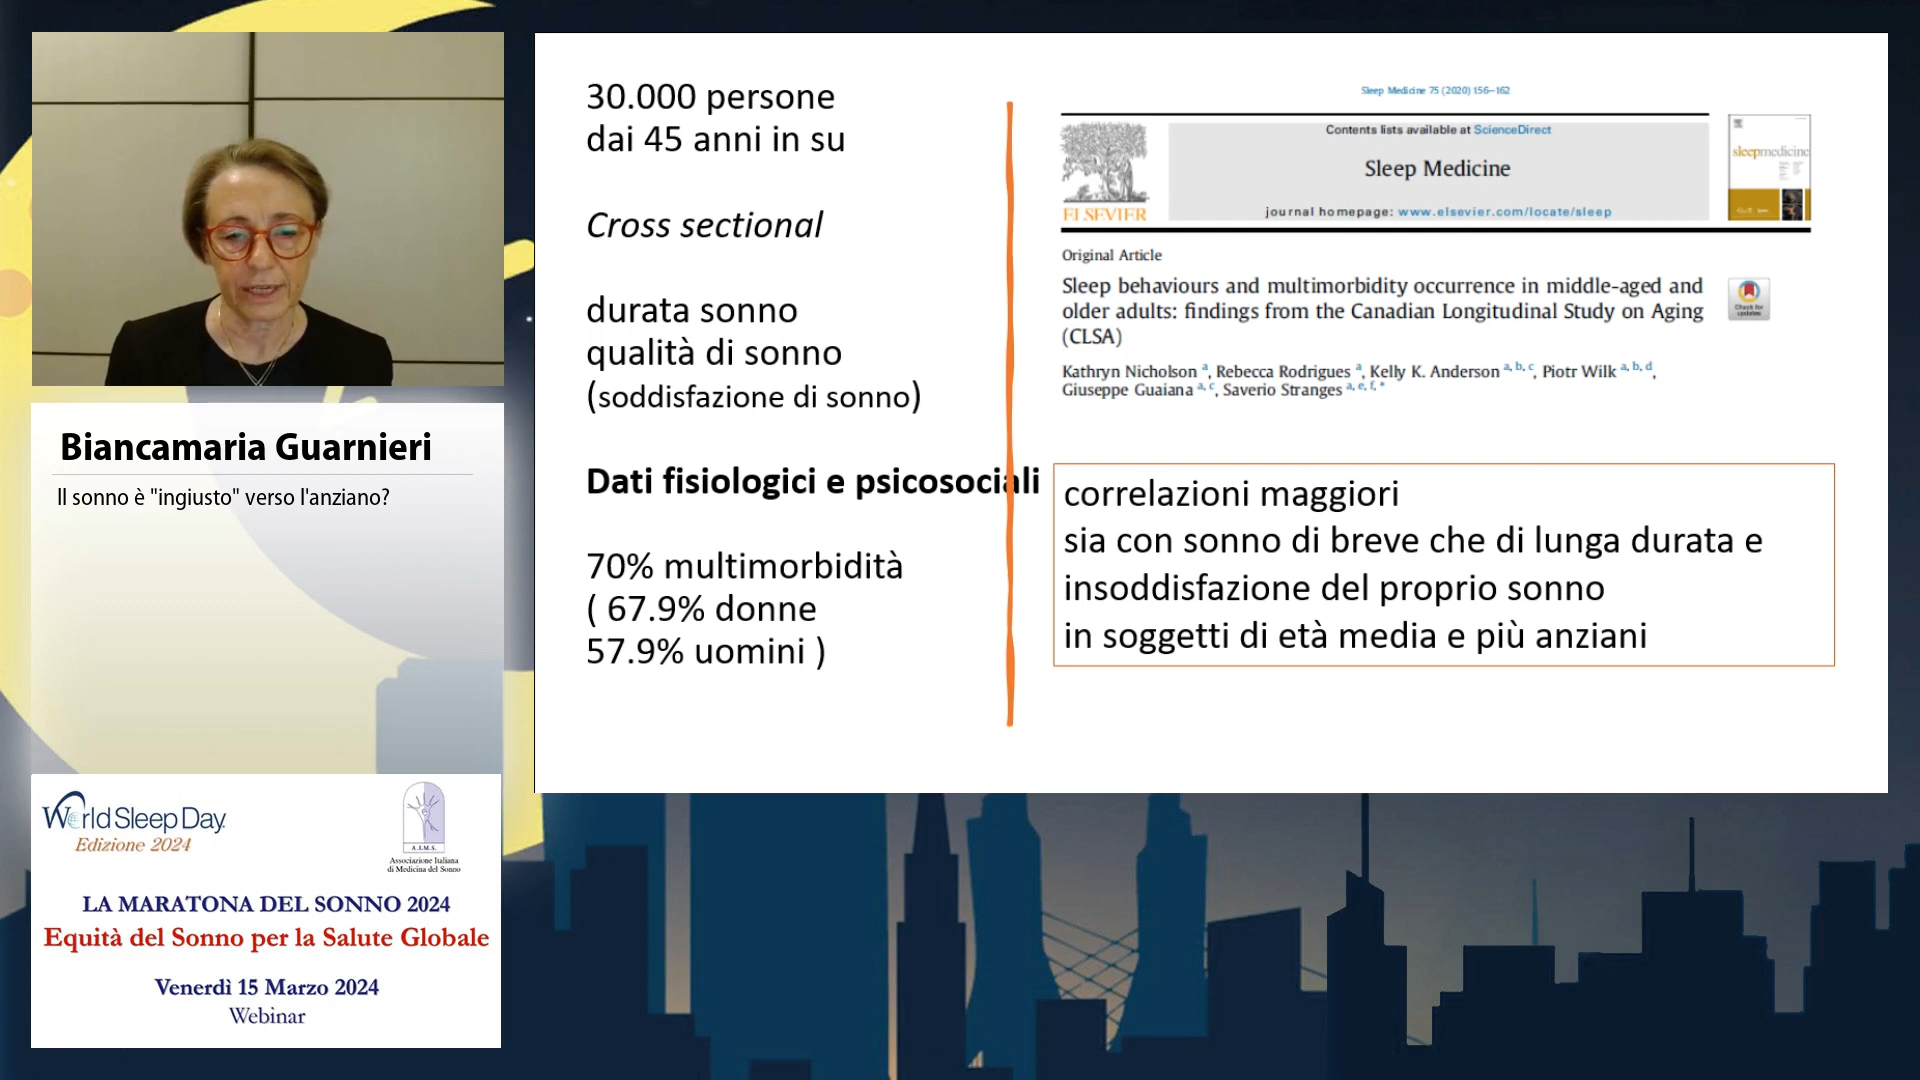 Biancamaria Guarnieri
Il sonno è "ingiusto" verso l'anziano?
World Sleep Day
Edizione 2024
A.I.M.S.
Associazione Italiana
di Medicina del Sonno
LA MARATONA DEL SONNO 2024
Equità del Sonno per la Salute Globale
Venerdì 15 Marzo 2024
Webinar
30.000 persone
dai 45 anni in su
Cross sectional
durata sonno
qualità di sonno
(soddisfazione di sonno)
Dati fisiologici e psicosociali
70% multimorbidità
( 67.9% donne
57.9% uomini )
Sleep Medicine 75 (2020) 156–162
Contents lists available at ScienceDirect
Sleep Medicine
journal homepage: www.elsevier.com/locate/sleep
ELSEVIER
sleepmedicine
Original Article
Sleep behaviours and multimorbidity occurrence in middle-aged and
older adults: findings from the Canadian Longitudinal Study on Aging
(CLSA)
Check for
updates
Kathryn Nicholson a, Rebecca Rodrigues a, Kelly K. Anderson a, b, c, Piotr Wilk a, b, d,
Giuseppe Guaiana a, c, Saverio Stranges a, e, f, *
correlazioni maggiori
sia con sonno di breve che di lunga durata e
insoddisfazione del proprio sonno
in soggetti di età media e più anziani